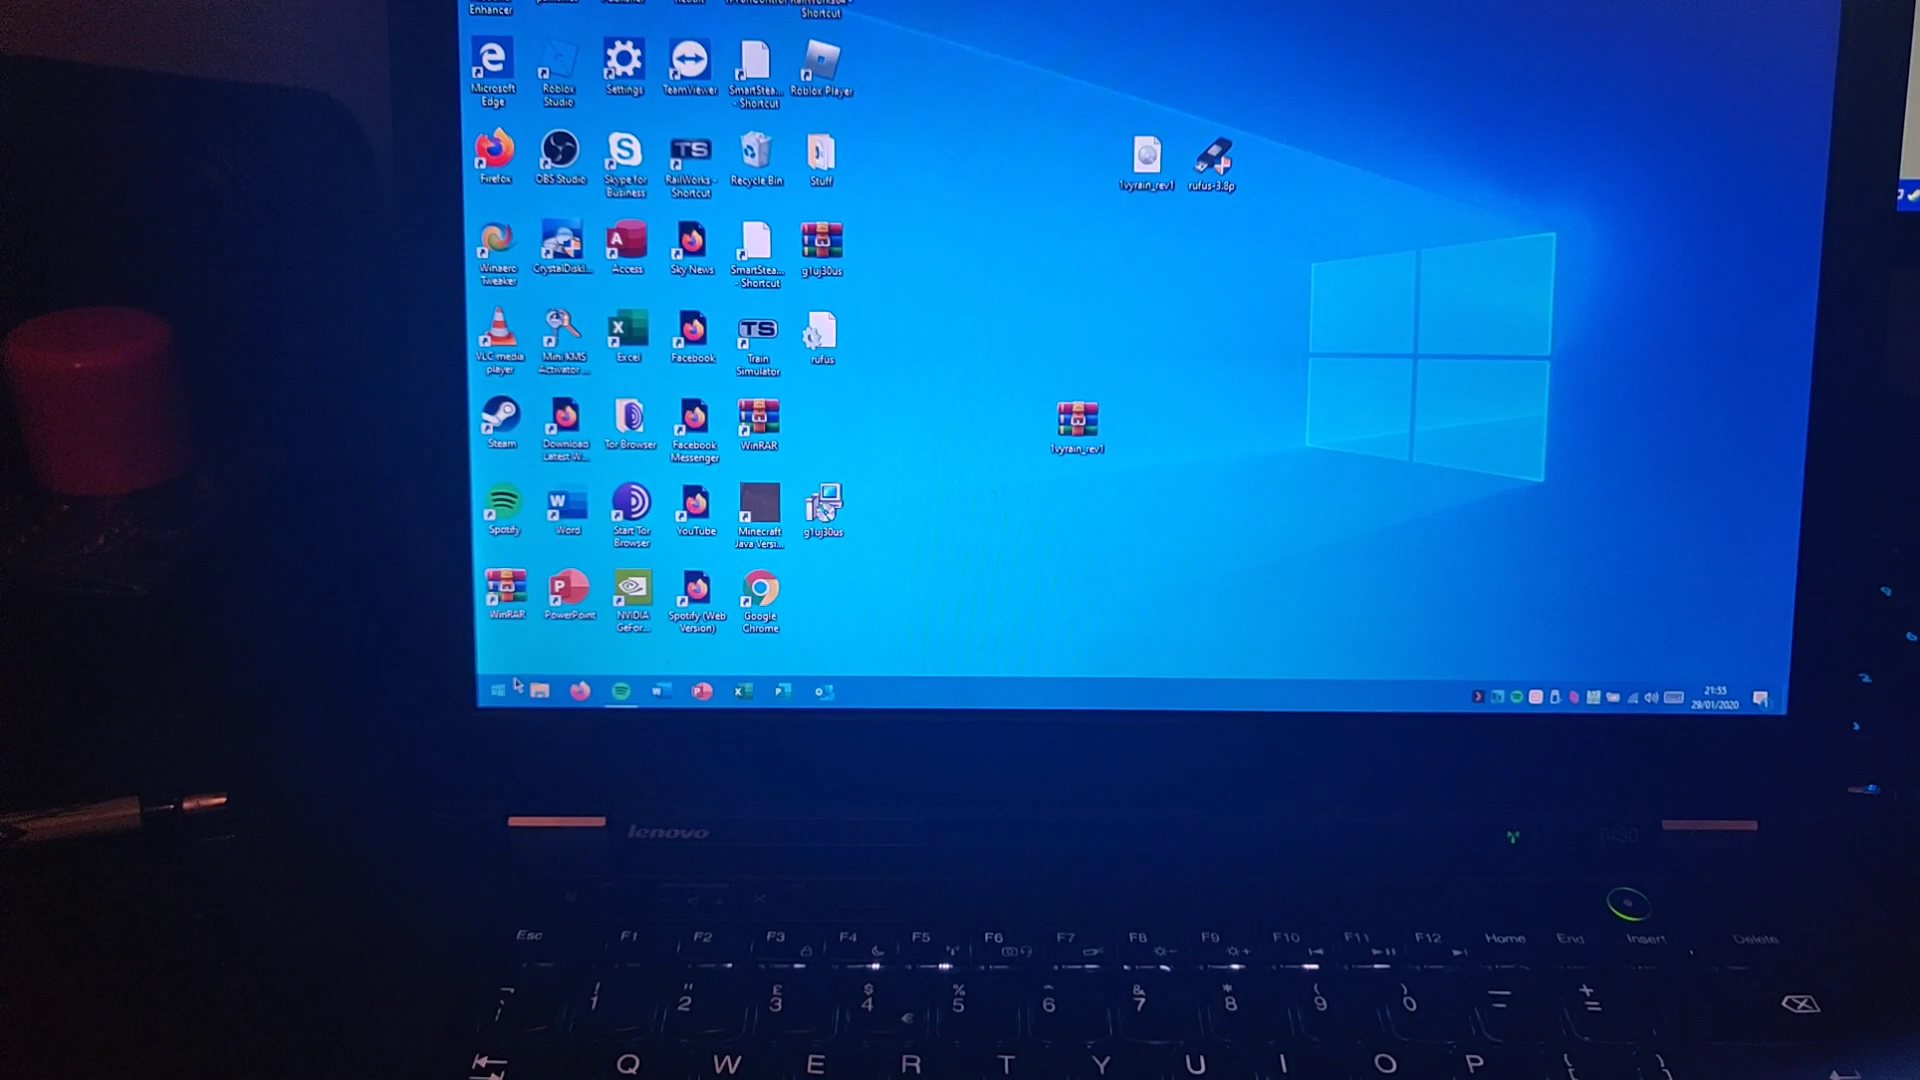 Enhancer
Shortcut
Microsoft
Edge
Roblox
Studio
Settings
TeamViewer
SmartStea...
- Shortcut
Roblox Player
Firefox
OBS Studio
Skype for
Business
TS
RailWorks -
Shortcut
Recycle Bin
Stuff
1vyrain_rev1
rufus-3.8p
Winaero
Tweaker
CrystalDiskI...
Access
Sky News
SmartStea...
- Shortcut
g1uj30us
VLC media
player
Mini KMS
Activator ...
Excel
Facebook
TS
Train
Simulator
rufus
Steam
Download
Latest W...
Tor Browser
Facebook
Messenger
WinRAR
1vyrain_rev1
Spotify
Word
Start Tor
Browser
YouTube
Minecraft
Java Versi...
g1uj30us
WinRAR
PowerPoint
NVIDIA
GeFor...
Spotify (Web
Version)
Google
Chrome
21:55
29/01/2020
lenovo
T430
Esc F1 F2 F3 F4 F5 F6 F7 F8 F9 F10 F11 F12 Home End Insert Delete
! " £ $ % ^ & * ( ) _ +
1 2 3 4 € 5 6 7 8 9 0 - =
Q W E R T Y U I O P { }